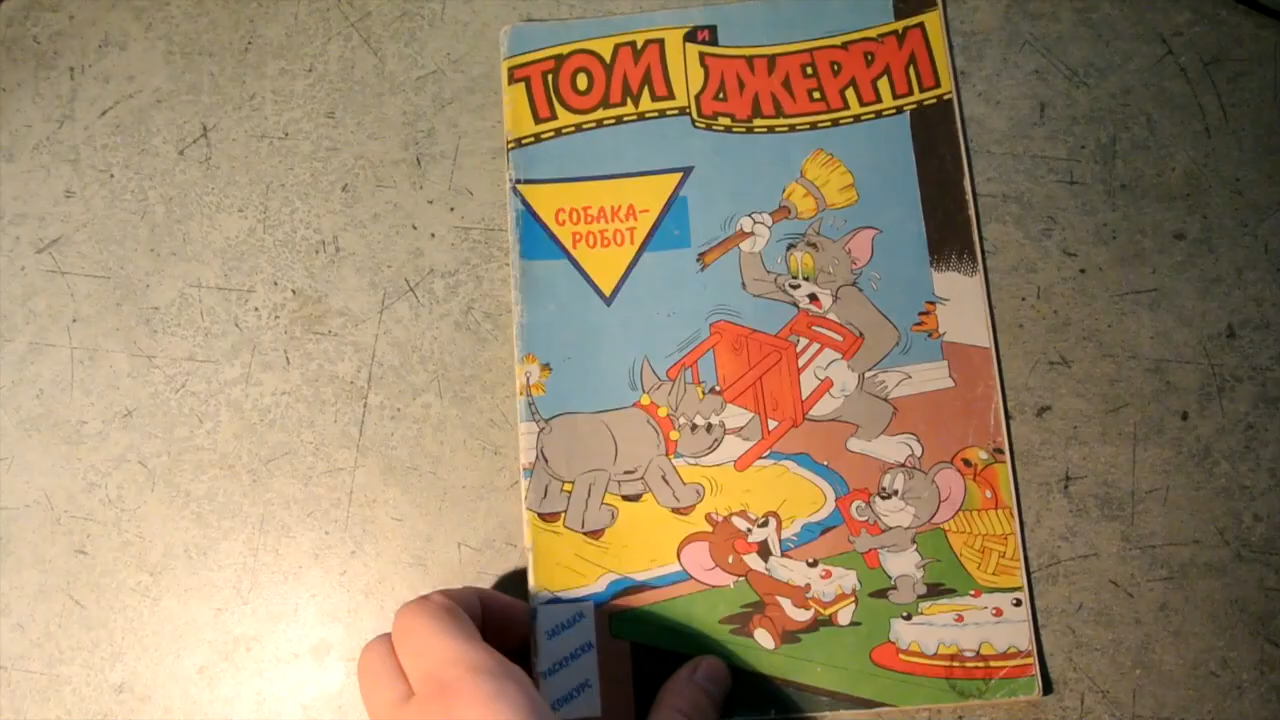 ТОМ И ДЖЕРРИ
СОБАКА-
РОБОТ
ЗАГАДКИ
РАСКРАСКИ
КОНКУРС